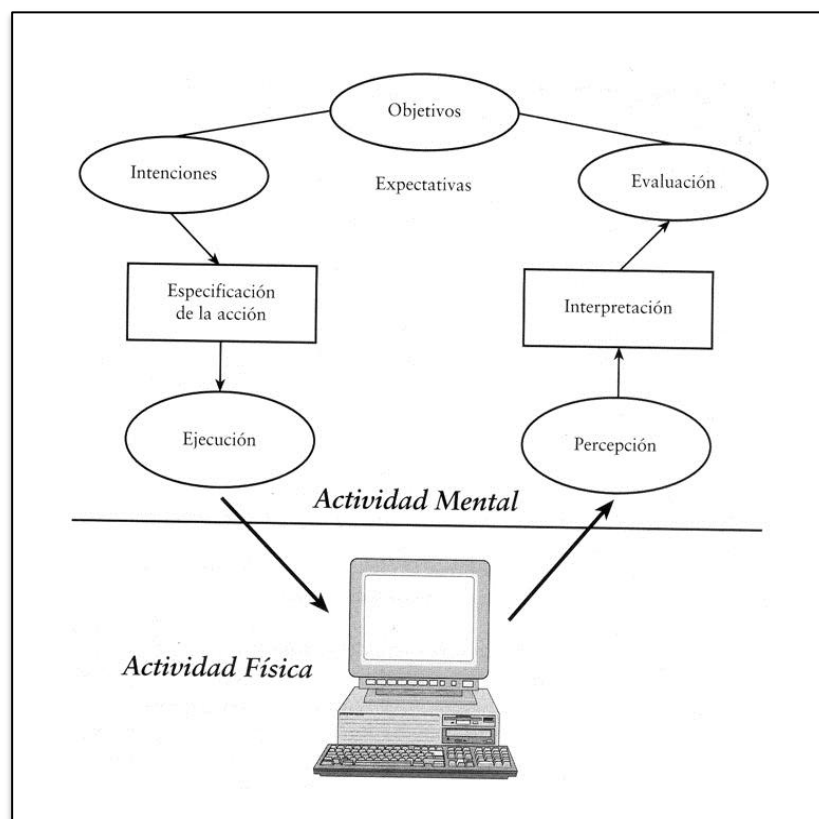 Objetivos
Intenciones
Expectativas
Evaluación
Especificación
de la acción
Interpretación
Ejecución
Percepción
Actividad Mental
Actividad Física